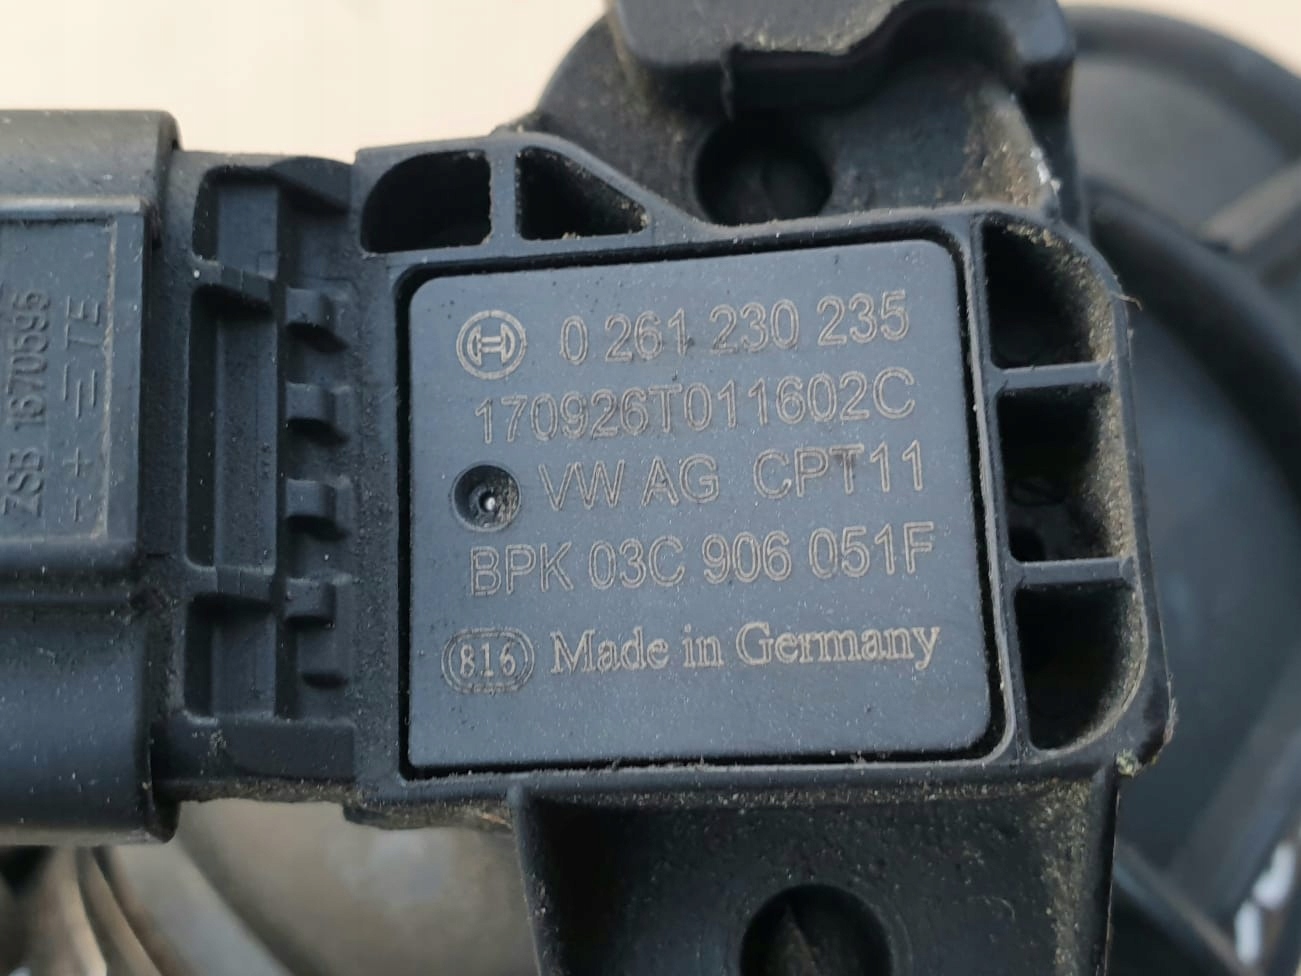 0 261 230 235
170926T011602C
VW AG CPT11
BPK 03C 906 051F
816 Made in Germany
ZSB 1670595